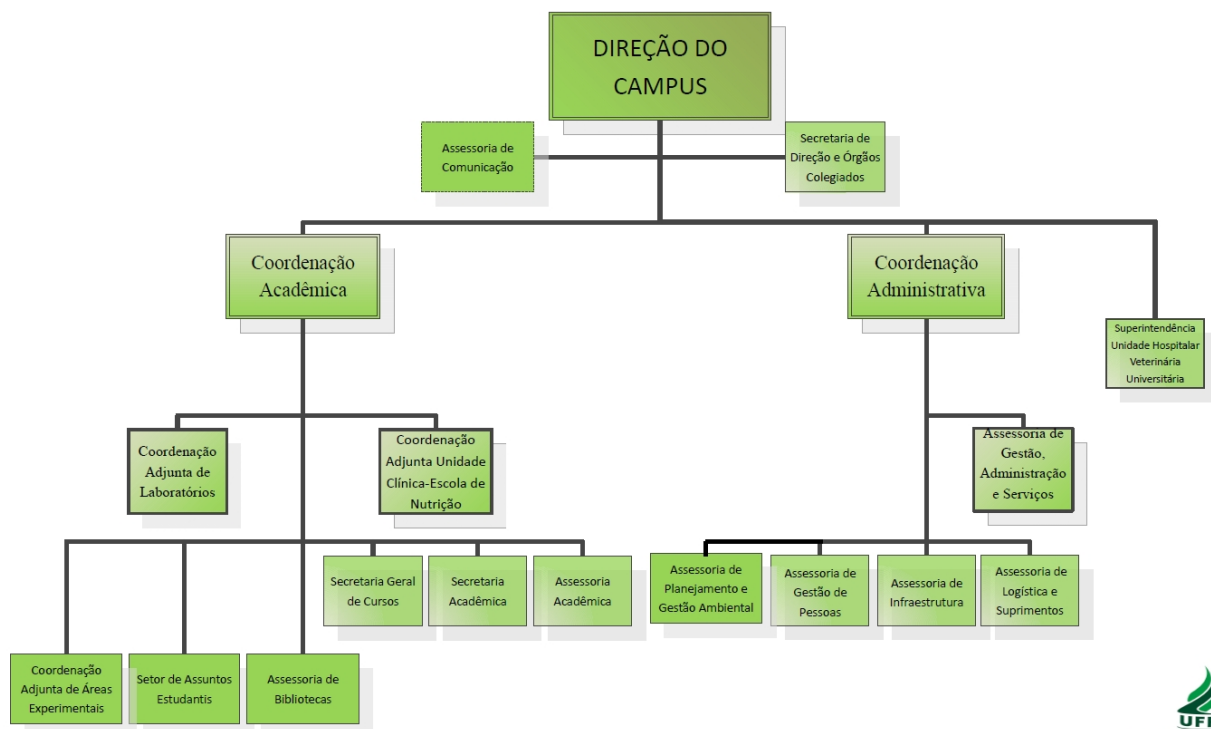 DIREÇÃO DO
CAMPUS
Assessoria de
Comunicação
Secretaria de
Direção e Órgãos
Colegiados
Coordenação
Acadêmica
Coordenação
Administrativa
Superintendência
Unidade Hospitalar
Veterinária
Universitária
Coordenação
Adjunta de
Laboratórios
Coordenação
Adjunta Unidade
Clínica-Escola de
Nutrição
Assessoria de
Gestão,
Administração
e Serviços
Secretaria Geral
de Cursos
Secretaria
Acadêmica
Assessoria
Acadêmica
Assessoria de
Planejamento e
Gestão Ambiental
Assessoria de
Gestão de
Pessoas
Assessoria de
Infraestrutura
Assessoria de
Logística e
Suprimentos
Coordenação
Adjunta de Áreas
Experimentais
Setor de Assuntos
Estudantis
Assessoria de
Bibliotecas